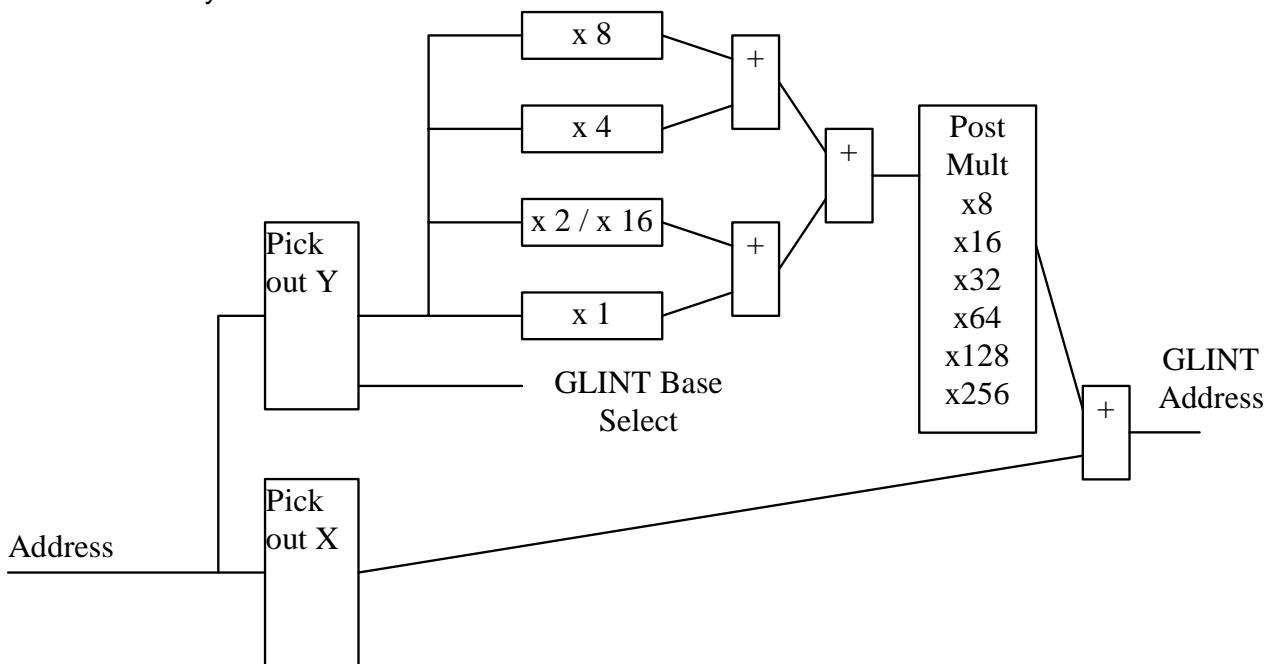 x 8
+
x 4
+
Post
Mult
x8
x16
x32
x64
x128
x256
x 2 / x 16
+
Pick
out Y
x 1
GLINT Base
Select
GLINT
Address
+
Pick
out X
Address